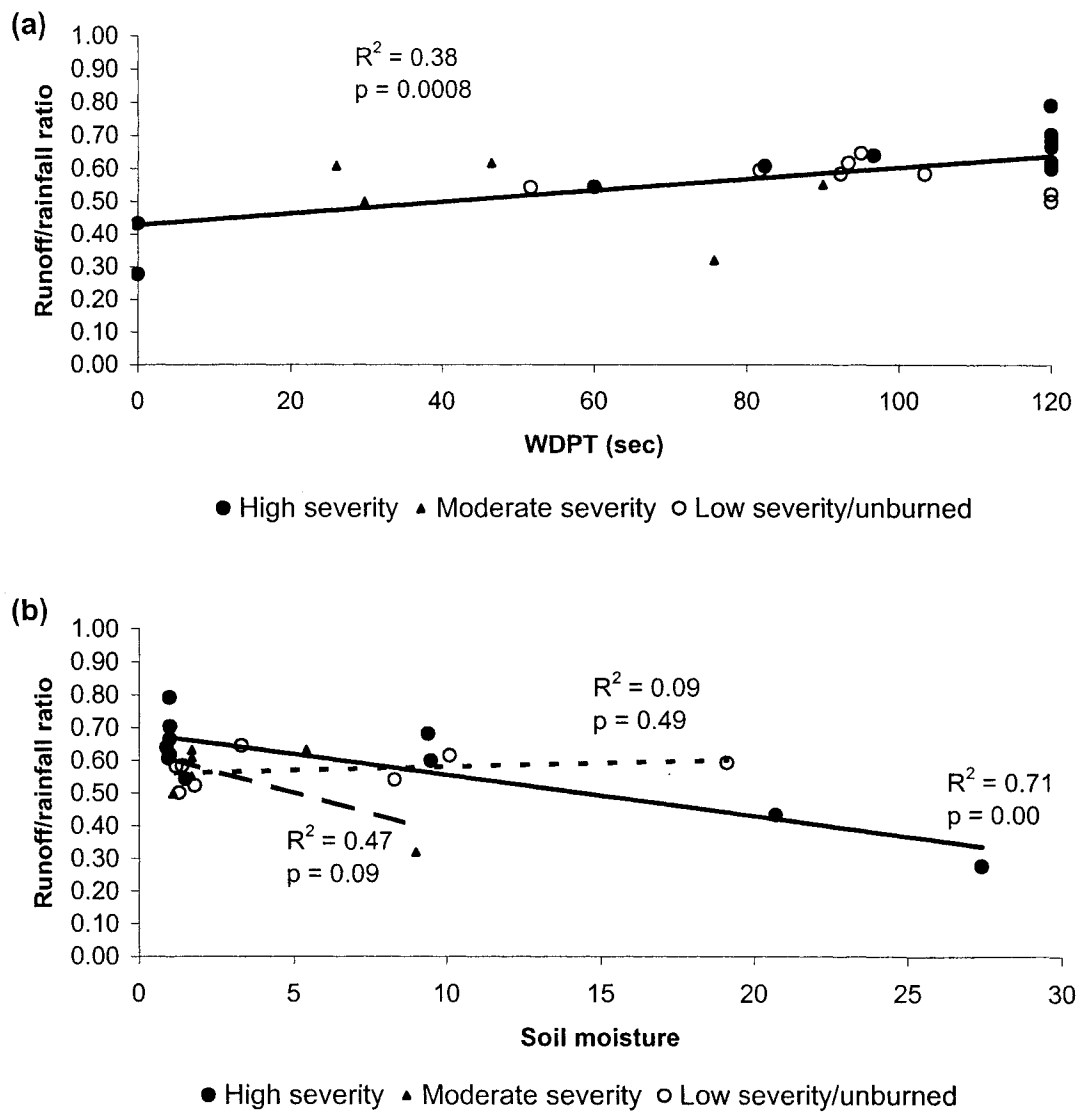 (a)
1.00
0.90
0.80
0.70
0.60
0.50
0.40
0.30
0.20
0.10
0.00
Runoff/rainfall ratio
R² = 0.38
p = 0.0008
0 20 40 60 80 100 120
WDPT (sec)
● High severity ▲ Moderate severity ○ Low severity/unburned
(b)
1.00
0.90
0.80
0.70
0.60
0.50
0.40
0.30
0.20
0.10
0.00
Runoff/rainfall ratio
R² = 0.09
p = 0.49
R² = 0.71
p = 0.00
R² = 0.47
p = 0.09
0 5 10 15 20 25 30
Soil moisture
● High severity ▲ Moderate severity ○ Low severity/unburned